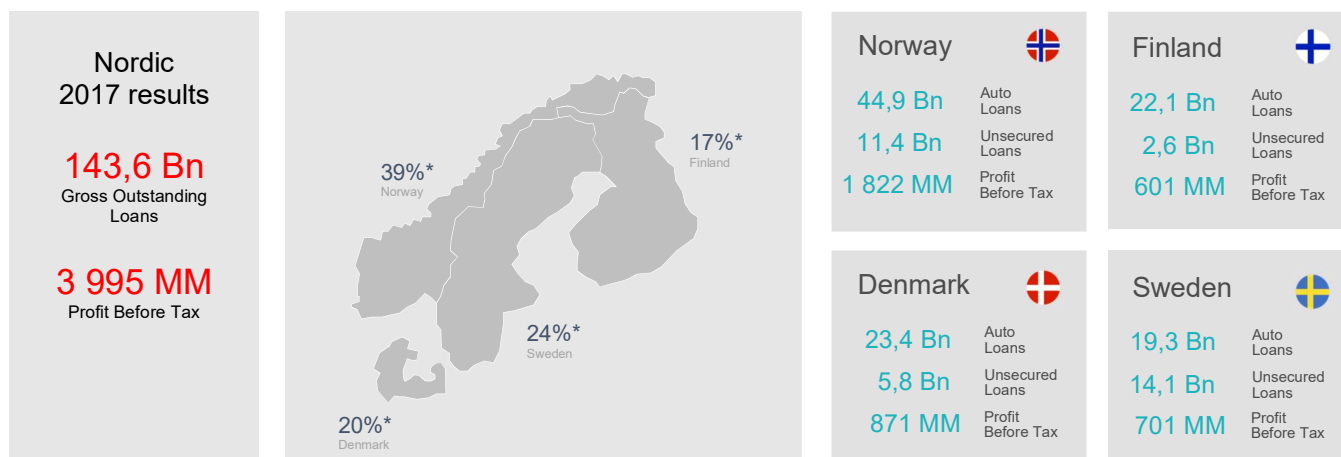 Nordic
2017 results
143,6 Bn
Gross Outstanding
Loans
3 995 MM
Profit Before Tax
39%*
Norway
17%*
Finland
24%*
Sweden
20%*
Denmark
Norway
44,9 Bn
Auto
Loans
11,4 Bn
Unsecured
Loans
1 822 MM
Profit
Before Tax
Finland
22,1 Bn
Auto
Loans
2,6 Bn
Unsecured
Loans
601 MM
Profit
Before Tax
Denmark
23,4 Bn
Auto
Loans
5,8 Bn
Unsecured
Loans
871 MM
Profit
Before Tax
Sweden
19,3 Bn
Auto
Loans
14,1 Bn
Unsecured
Loans
701 MM
Profit
Before Tax